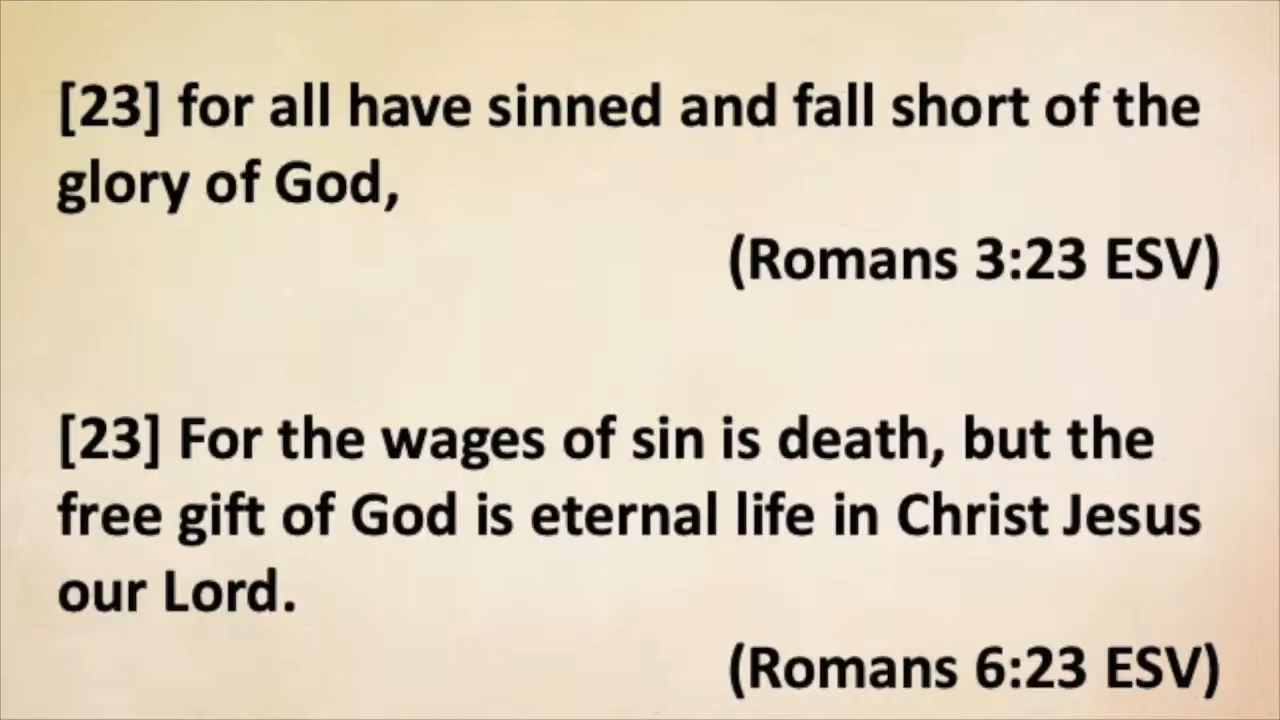 [23] for all have sinned and fall short of the
glory of God,
(Romans 3:23 ESV)
[23] For the wages of sin is death, but the
free gift of God is eternal life in Christ Jesus
our Lord.
(Romans 6:23 ESV)